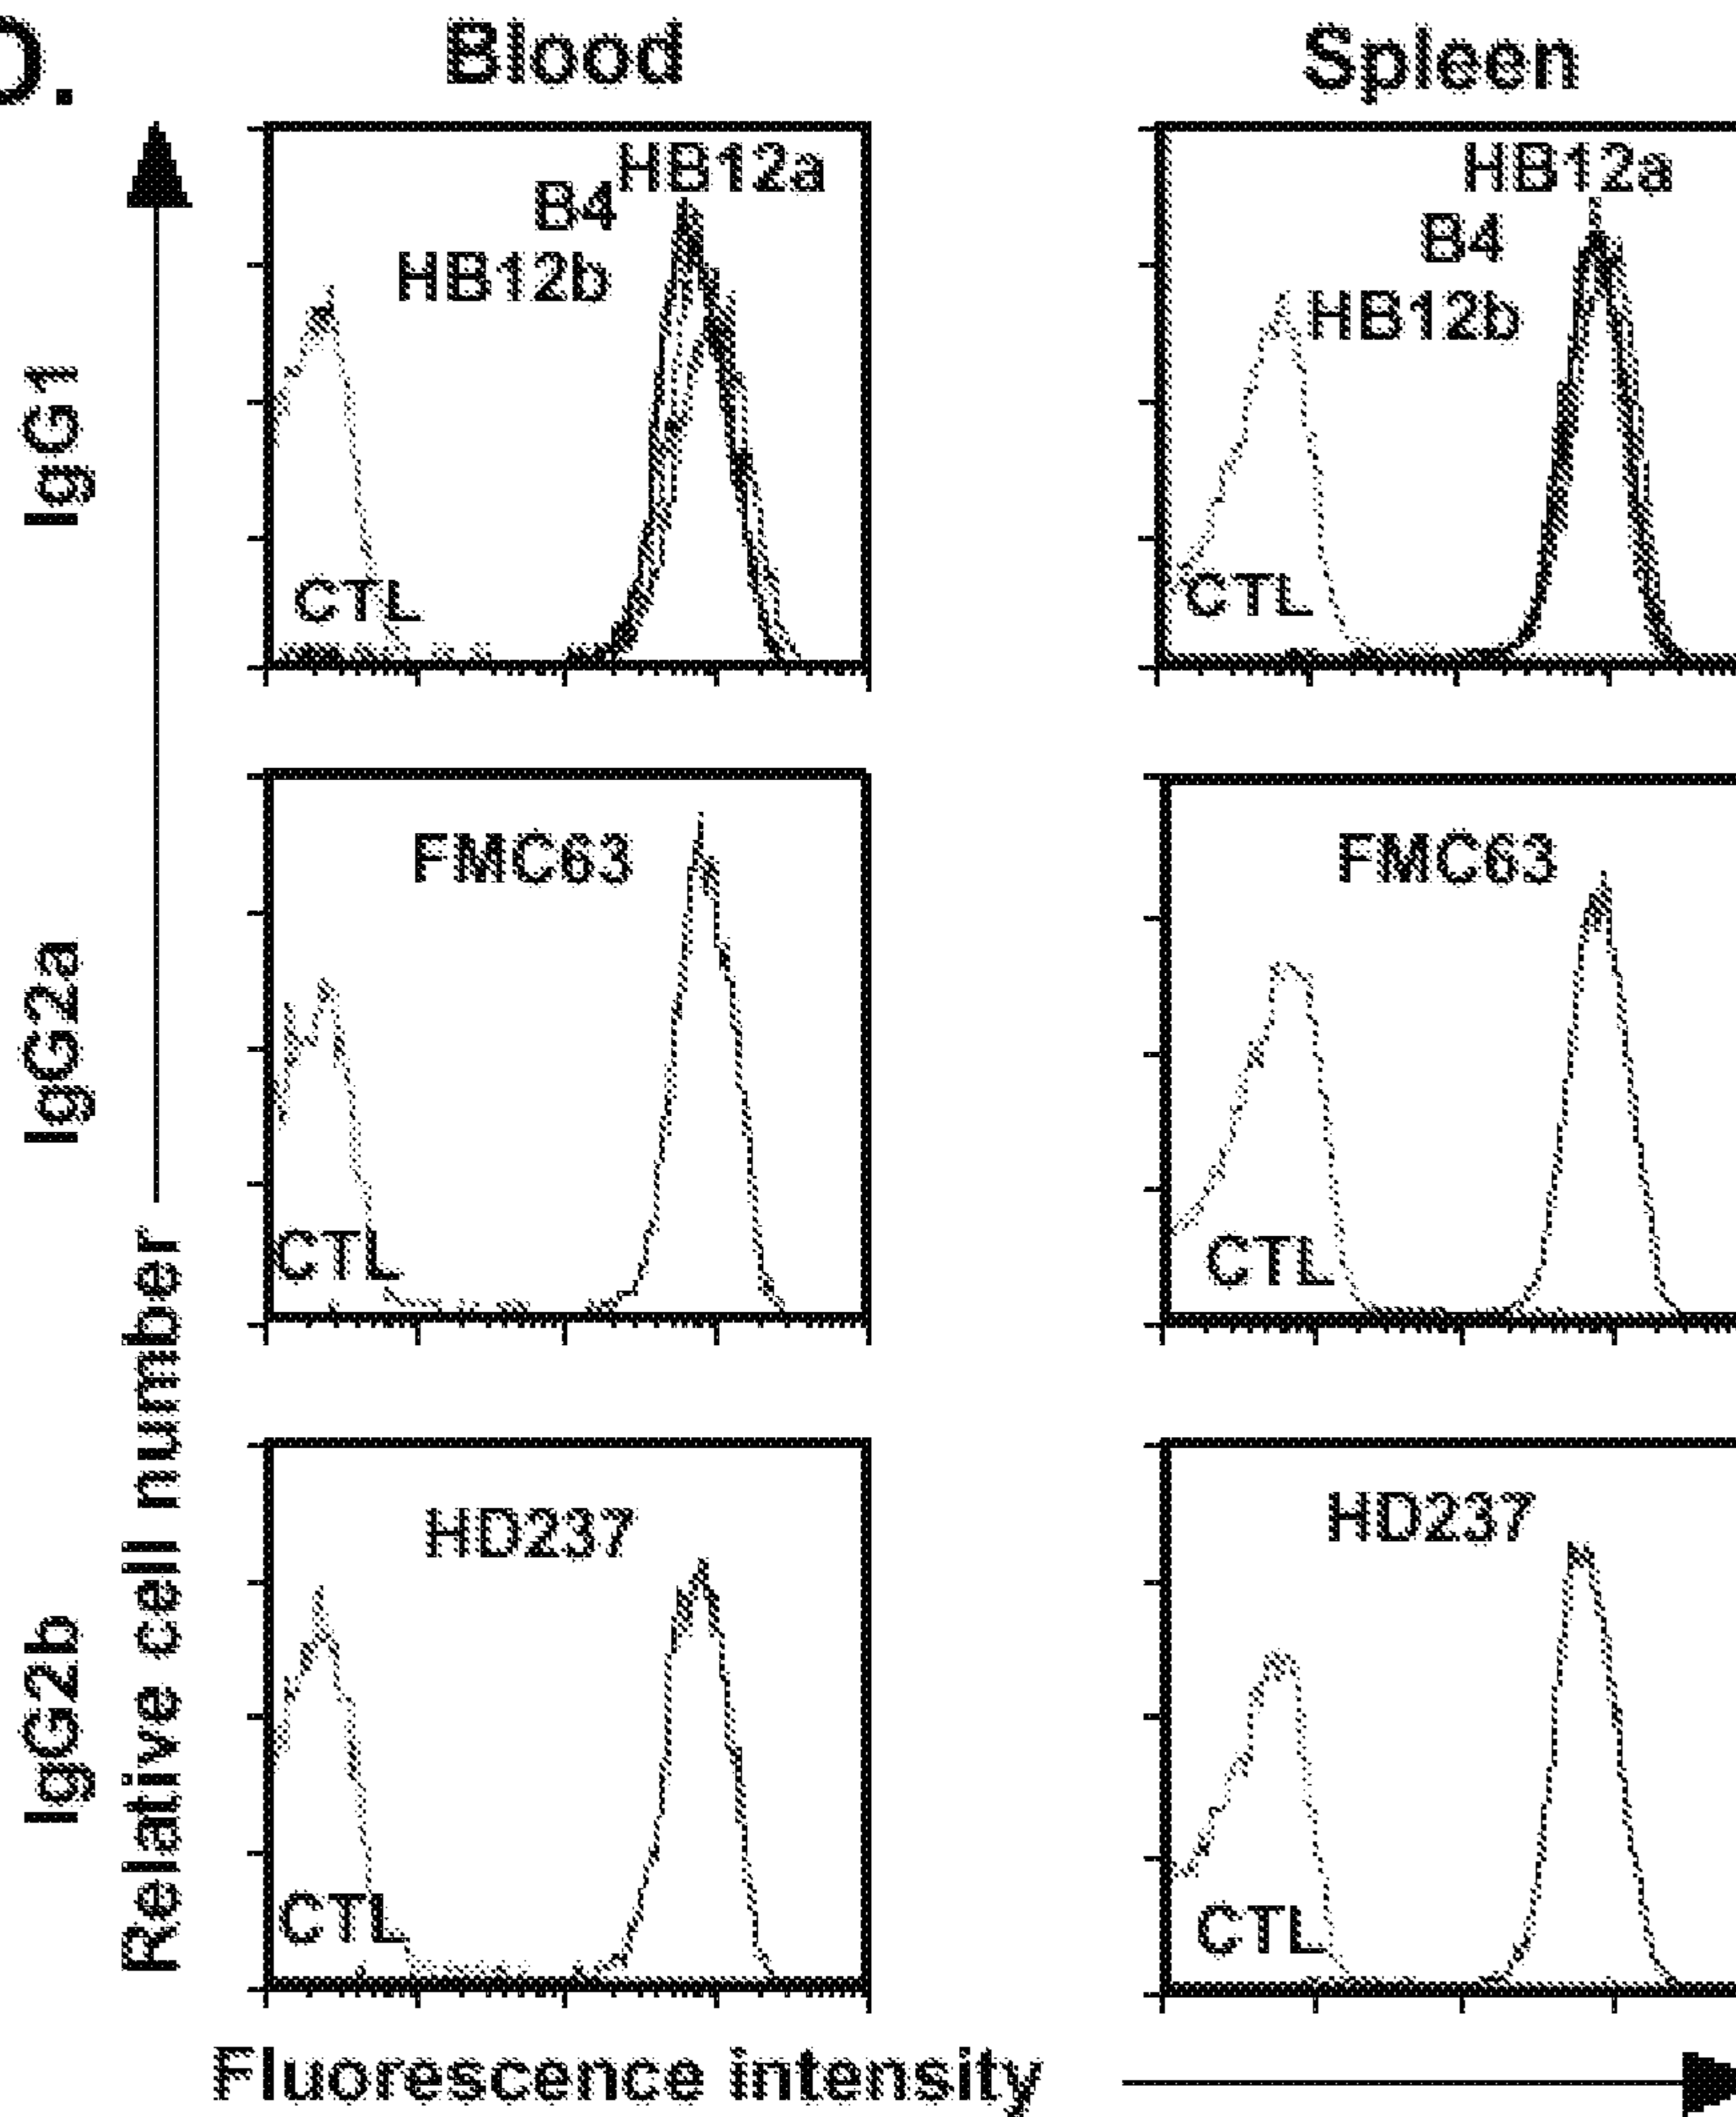 D.
Blood
Spleen
IgG1
HB12a
B4
HB12b
CTL
HB12a
B4
HB12b
CTL
IgG2a
FMC63
CTL
FMC63
CTL
IgG2b
HD237
CTL
HD237
CTL
Relative cell number
Fluorescence intensity